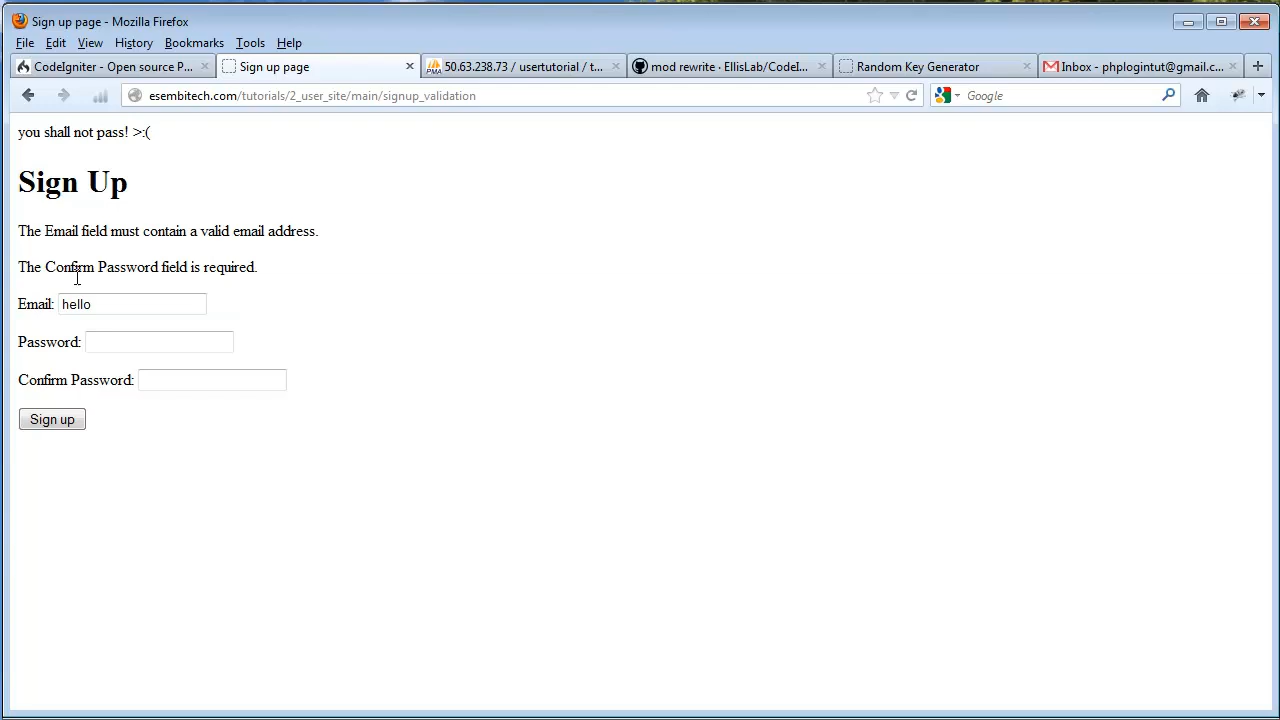 Sign up page - Mozilla Firefox
File Edit View History Bookmarks Tools Help
CodeIgniter - Open source P... Sign up page 50.63.238.73 / usertutorial / t... mod rewrite · EllisLab/CodeI... Random Key Generator Inbox - phplogintut@gmail.c...
esembitech.com/tutorials/2_user_site/main/signup_validation Google
you shall not pass! >:(
Sign Up
The Email field must contain a valid email address.
The Confirm Password field is required.
Email: hello
Password:
Confirm Password:
Sign up